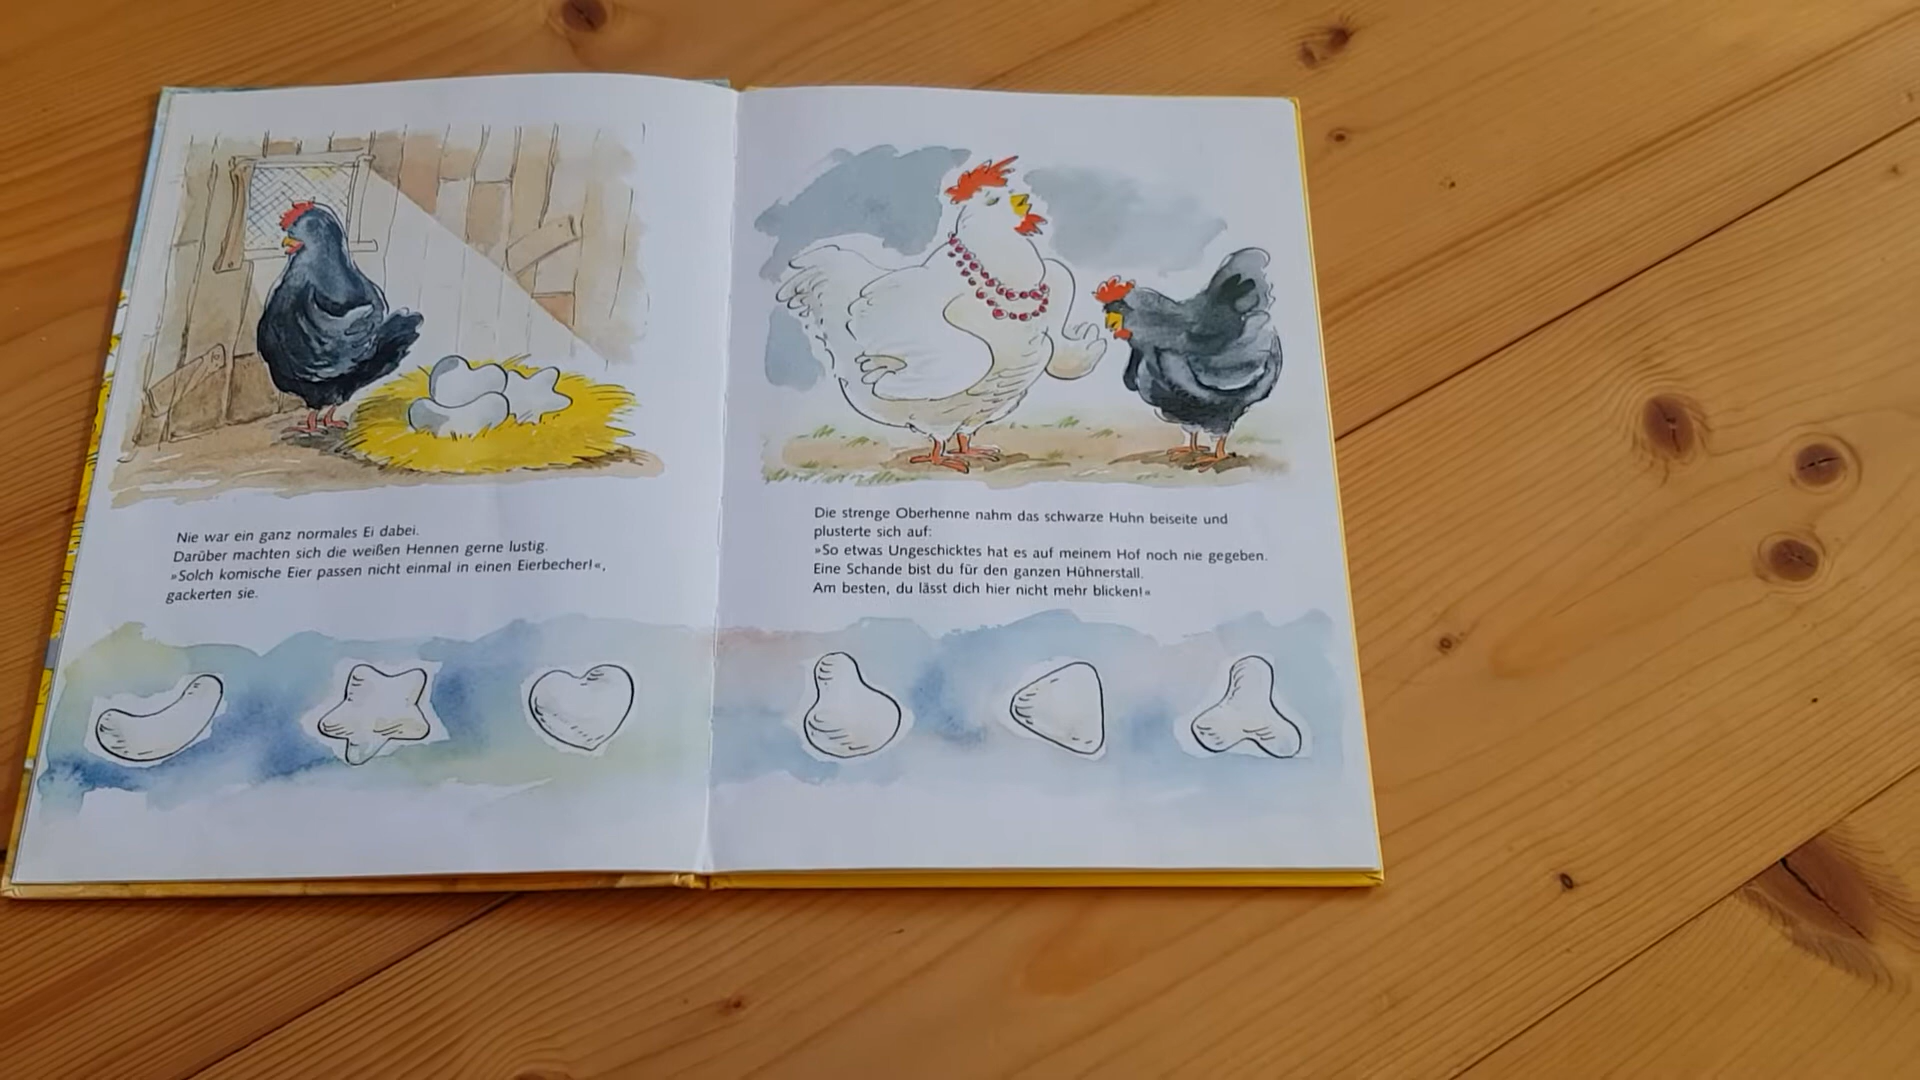 Nie war ein ganz normales Ei dabei.
Darüber machten sich die weißen Hennen gerne lustig.
»Solch komische Eier passen nicht einmal in einen Eierbecher!«,
gackerten sie.
Die strenge Oberhenne nahm das schwarze Huhn beiseite und
plusterte sich auf:
»So etwas Ungeschicktes hat es auf meinem Hof noch nie gegeben.
Eine Schande bist du für den ganzen Hühnerstall.
Am besten, du lässt dich hier nicht mehr blicken!«